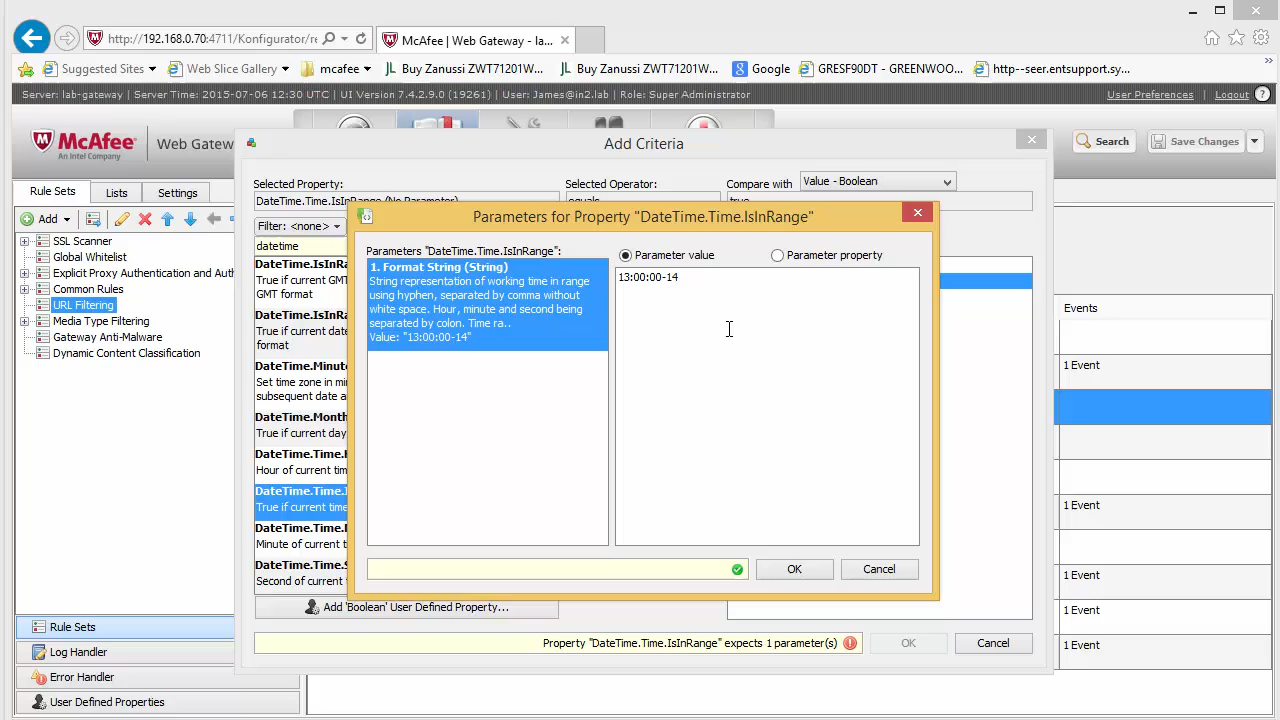 http://192.168.0.70:4711/Konfigurator/re
McAfee | Web Gateway - la...
Suggested Sites
Web Slice Gallery
mcafee
Buy Zanussi ZWT71201W...
Buy Zanussi ZWT71201W...
Google
GRESF90DT - GREENWOO...
http--seer.entsupport.sy...
Server: lab-gateway | Server Time: 2015-07-06 12:30 UTC | UI Version 7.4.2.9.0 (19261) | User: James@in2.lab | Role: Super Administrator
User Preferences
Logout
McAfee
An Intel Company
Web Gatew
Search
Save Changes
Rule Sets
Lists
Settings
Add
SSL Scanner
Global Whitelist
Explicit Proxy Authentication and Auth
Common Rules
URL Filtering
Media Type Filtering
Gateway Anti-Malware
Dynamic Content Classification
Rule Sets
Log Handler
Error Handler
User Defined Properties
Add Criteria
Selected Property:
Selected Operator:
Compare with
Value - Boolean
DateTime.Time.IsInRange (No Parameter)
equals
true
Filter: <none>
datetime
DateTime.IsInRa
True if current GMT
GMT format
DateTime.IsInRa
True if current date
format
DateTime.Minute
Set time zone in min
subsequent date a
DateTime.Month
True if current day
DateTime.Time.H
Hour of current tim
DateTime.Time.I
True if current time
DateTime.Time.
Minute of current t
DateTime.Time.S
Second of current t
Add 'Boolean' User Defined Property...
Property "DateTime.Time.IsInRange" expects 1 parameter(s)
OK
Cancel
Parameters for Property "DateTime.Time.IsInRange"
Parameters "DateTime.Time.IsInRange":
1. Format String (String)
String representation of working time in range
using hyphen, separated by comma without
white space. Hour, minute and second being
separated by colon. Time ra..
Value: "13:00:00-14"
Parameter value
Parameter property
13:00:00-14
OK
Cancel
Events
1 Event
1 Event
1 Event
1 Event
1 Event